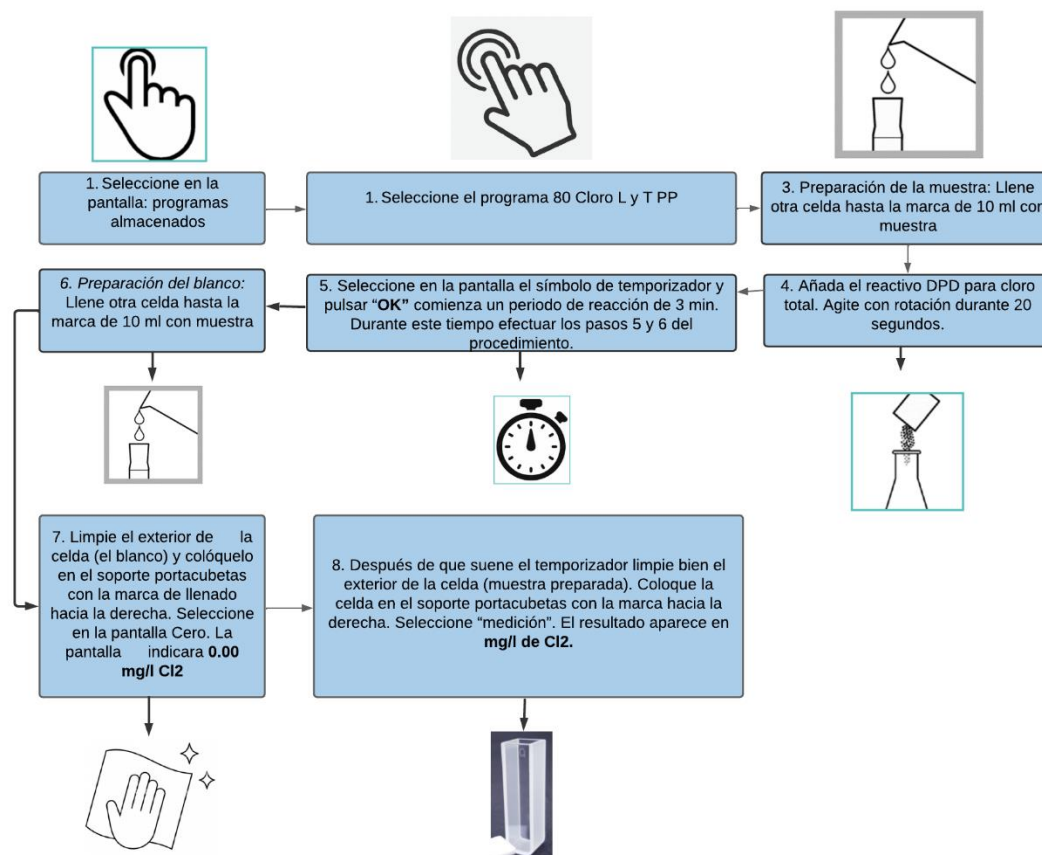 1. Seleccione en la
pantalla: programas
almacenados
1. Seleccione el programa 80 Cloro L y T PP
3. Preparación de la muestra: Llene
otra celda hasta la marca de 10 ml con
muestra
4. Añada el reactivo DPD para cloro
total. Agite con rotación durante 20
segundos.
5. Seleccione en la pantalla el símbolo de temporizador y
pulsar “OK” comienza un periodo de reacción de 3 min.
Durante este tiempo efectuar los pasos 5 y 6 del
procedimiento.
6. Preparación del blanco:
Llene otra celda hasta la
marca de 10 ml con muestra
7. Limpie el exterior de la
celda (el blanco) y colóquelo
en el soporte portacubetas
con la marca de llenado
hacia la derecha. Seleccione
en la pantalla Cero. La
pantalla indicara 0.00
mg/l Cl2
8. Después de que suene el temporizador limpie bien el
exterior de la celda (muestra preparada). Coloque la
celda en el soporte portacubetas con la marca hacia la
derecha. Seleccione “medición”. El resultado aparece en
mg/l de Cl2.